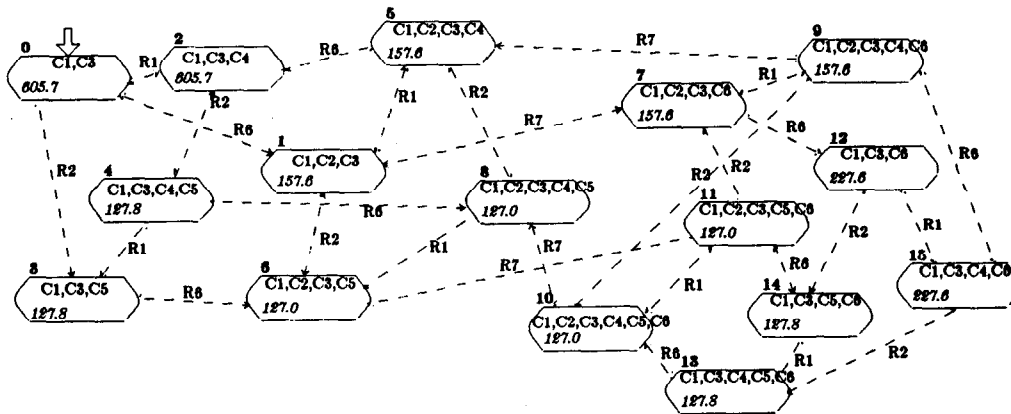 0
C1,C3
605.7
R1
2
C1,C3,C4
605.7
R6
5
C1,C2,C3,C4
157.6
R7
9
C1,C2,C3,C4,C6
157.6
R1
7
C1,C2,C3,C6
157.6
R2
R1
R2
R6
R7
R6
12
C1,C3,C6
227.6
R6
1
C1,C2,C3
157.6
R2
4
C1,C3,C4,C5
127.8
R6
8
C1,C2,C3,C4,C5
127.0
R2
R2
11
C1,C2,C3,C5,C6
127.0
R1
R2
R1
R7
R7
R6
R2
R1
3
C1,C3,C5
127.8
R6
6
C1,C2,C3,C5
127.0
R1
15
C1,C3,C4,C6
227.6
14
C1,C3,C5,C6
127.8
10
C1,C2,C3,C4,C5,C6
127.0
R6
R1
R2
13
C1,C3,C4,C5,C6
127.8